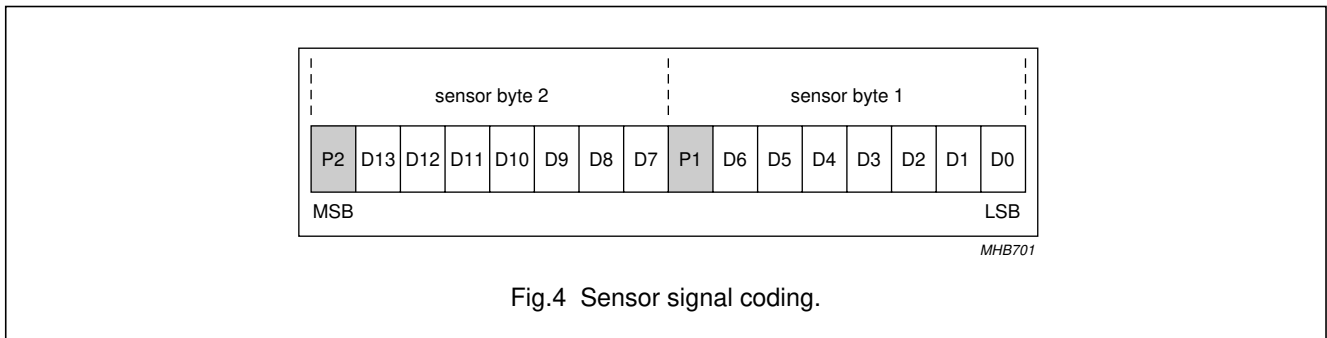 sensor byte 2 sensor byte 1
P2 D13 D12 D11 D10 D9 D8 D7 P1 D6 D5 D4 D3 D2 D1 D0
MSB LSB
MHB701
Fig.4 Sensor signal coding.